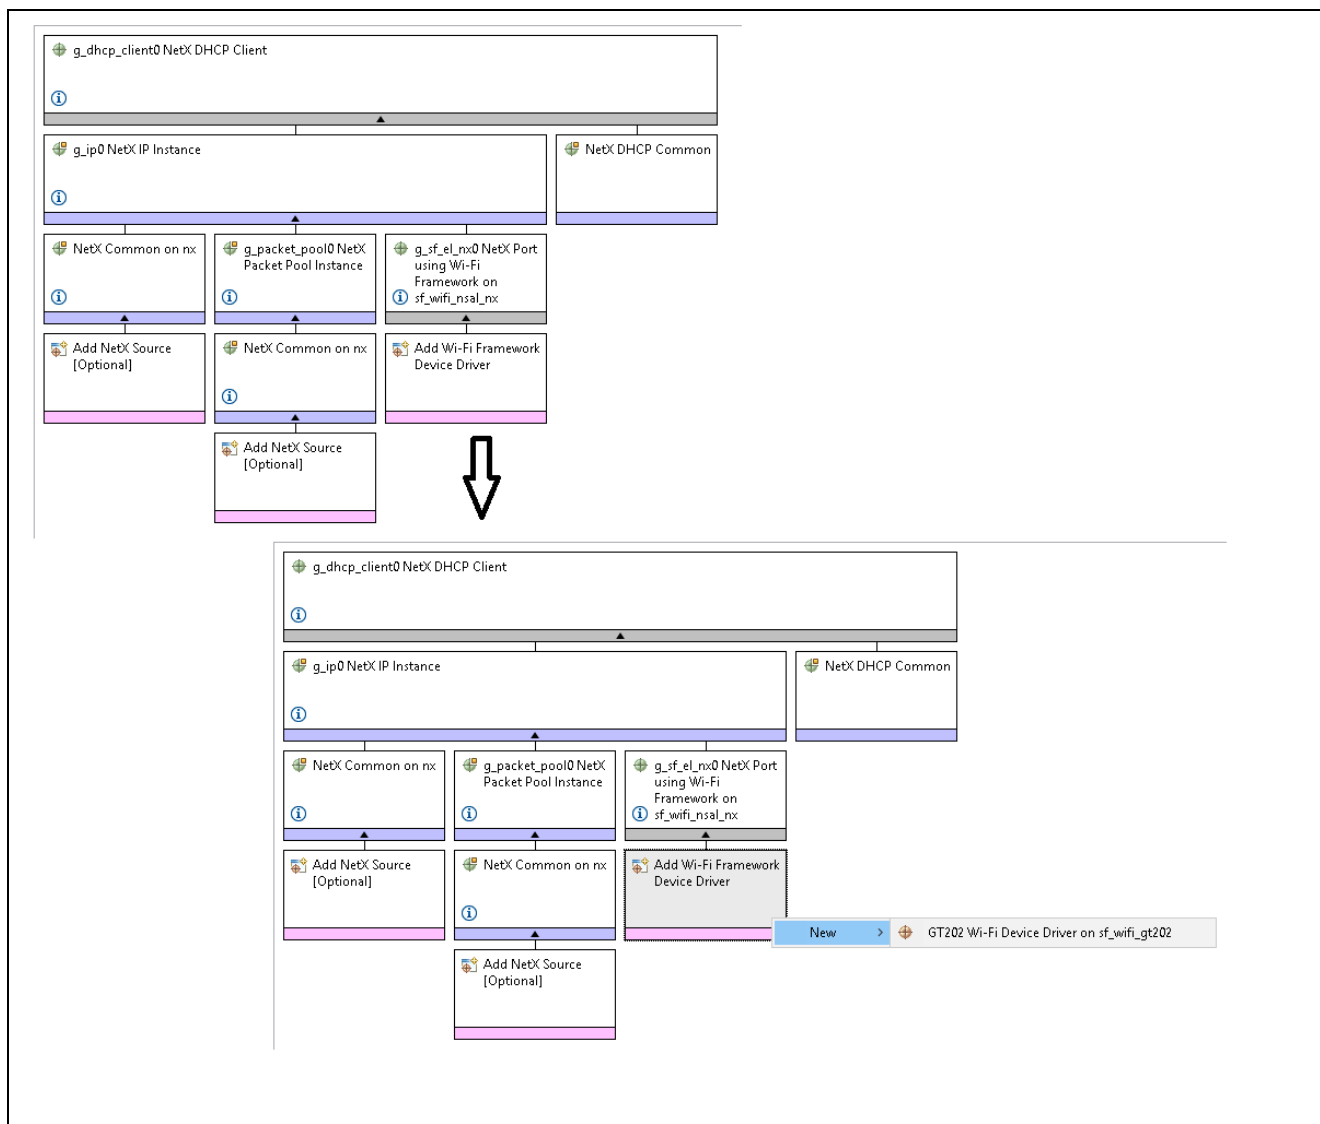 g_dhcp_client0 NetX DHCP Client
g_ip0 NetX IP Instance
NetX DHCP Common
NetX Common on nx
g_packet_pool0 NetX
Packet Pool Instance
g_sf_el_nx0 NetX Port
using Wi-Fi
Framework on
sf_wifi_nsal_nx
Add NetX Source
[Optional]
NetX Common on nx
Add Wi-Fi Framework
Device Driver
Add NetX Source
[Optional]
g_dhcp_client0 NetX DHCP Client
g_ip0 NetX IP Instance
NetX DHCP Common
NetX Common on nx
g_packet_pool0 NetX
Packet Pool Instance
g_sf_el_nx0 NetX Port
using Wi-Fi
Framework on
sf_wifi_nsal_nx
Add NetX Source
[Optional]
NetX Common on nx
Add Wi-Fi Framework
Device Driver
New
GT202 Wi-Fi Device Driver on sf_wifi_gt202
Add NetX Source
[Optional]